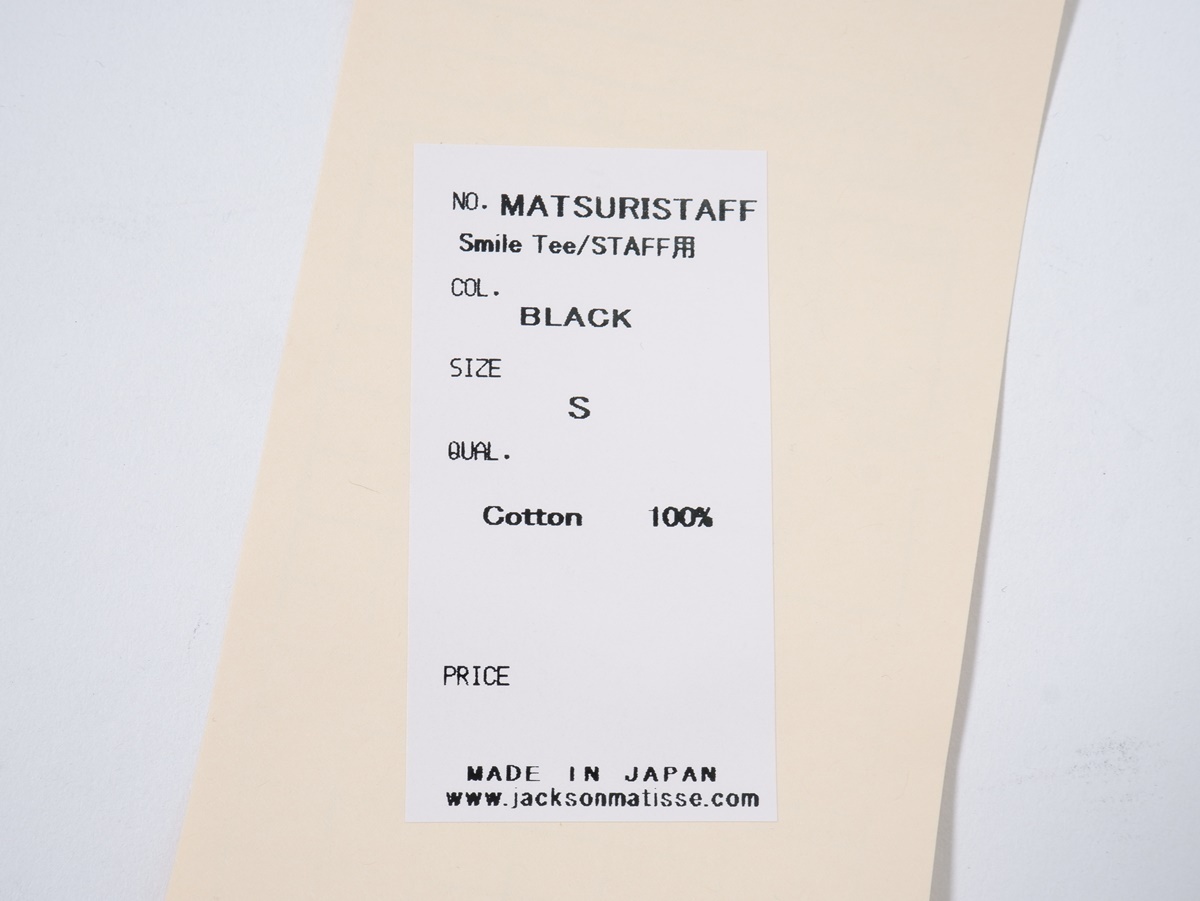 NO. MATSURISTAFF
Smile Tee/STAFF用
COL.
BLACK
SIZE
S
QUAL.
Cotton 100%
PRICE
MADE IN JAPAN
www.jacksonmatisse.com